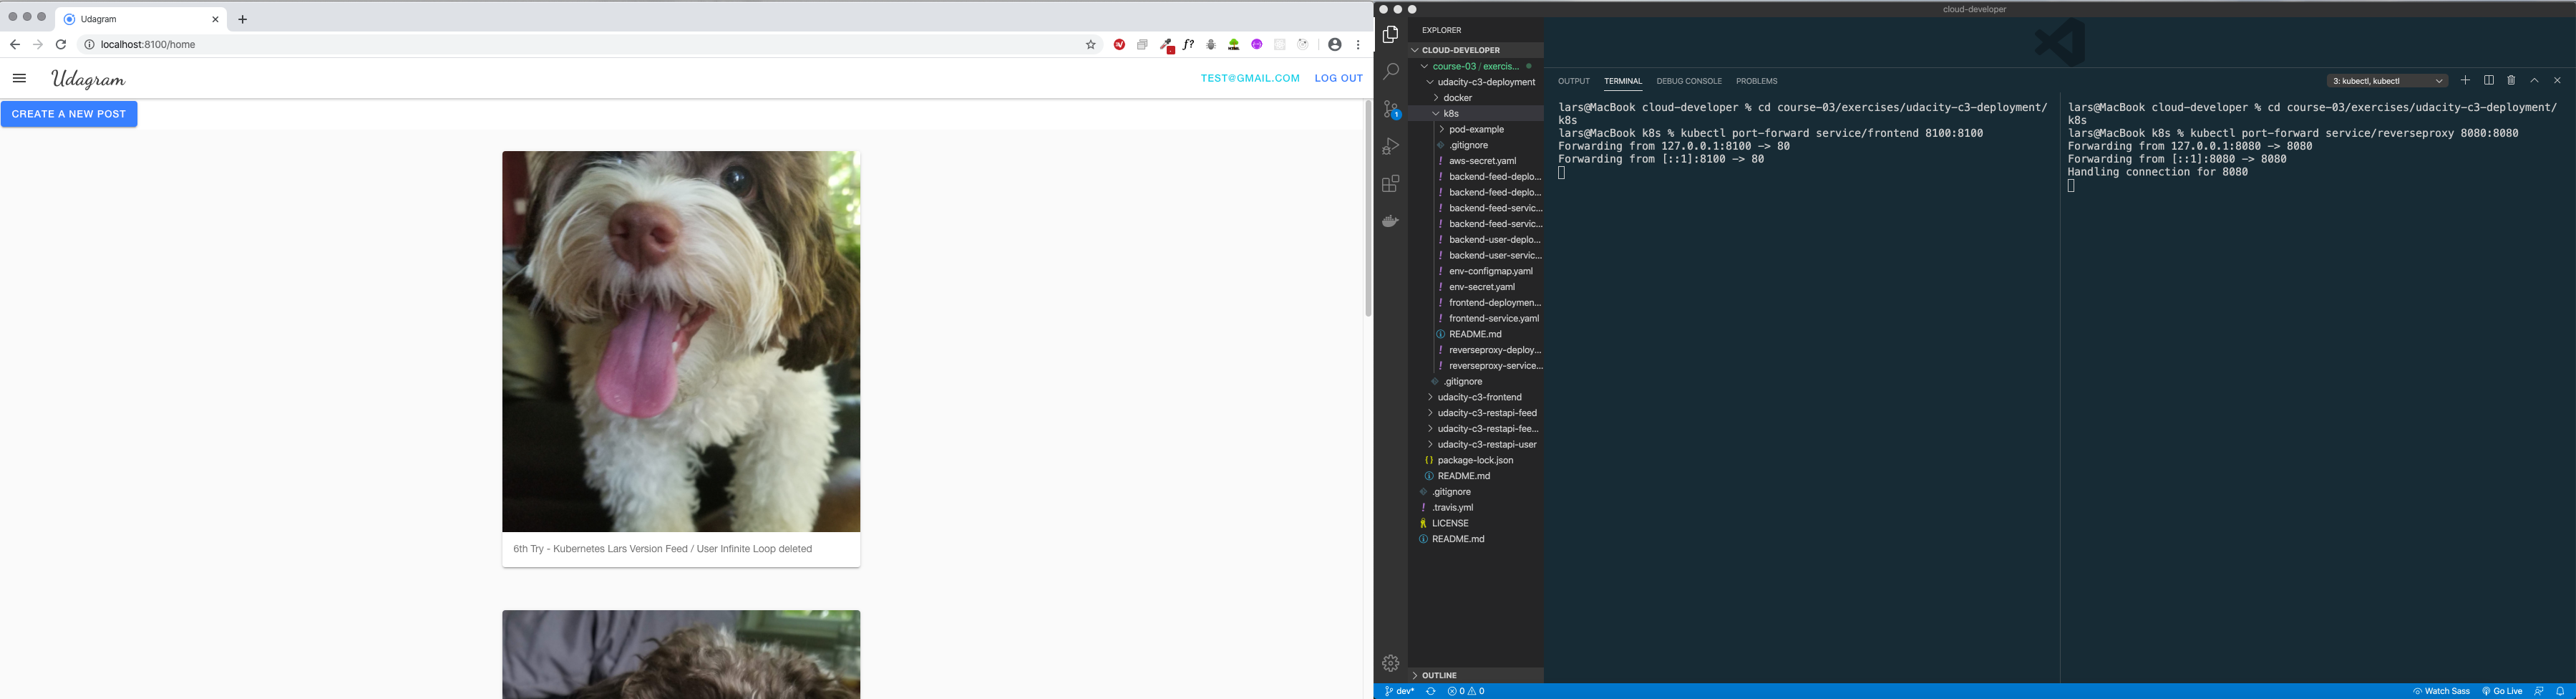 Udagram
localhost:8100/home
Udagram
TEST@GMAIL.COM LOG OUT
CREATE A NEW POST
6th Try - Kubernetes Lars Version Feed / User Infinite Loop deleted
cloud-developer
EXPLORER
CLOUD-DEVELOPER
course-03 / exercis...
udacity-c3-deployment
docker
k8s
pod-example
.gitignore
aws-secret.yaml
backend-feed-deplo...
backend-feed-deplo...
backend-feed-servic...
backend-feed-servic...
backend-user-deplo...
backend-user-servic...
env-configmap.yaml
env-secret.yaml
frontend-deploymen...
frontend-service.yaml
README.md
reverseproxy-deploy...
reverseproxy-service...
.gitignore
udacity-c3-frontend
udacity-c3-restapi-feed
udacity-c3-restapi-fee...
udacity-c3-restapi-user
package-lock.json
README.md
.gitignore
.travis.yml
LICENSE
README.md
OUTLINE
OUTPUT TERMINAL DEBUG CONSOLE PROBLEMS
3: kubectl, kubectl
lars@MacBook cloud-developer % cd course-03/exercises/udacity-c3-deployment/
k8s
lars@MacBook k8s % kubectl port-forward service/frontend 8100:8100
Forwarding from 127.0.0.1:8100 -> 80
Forwarding from [::1]:8100 -> 80
lars@MacBook cloud-developer % cd course-03/exercises/udacity-c3-deployment/
k8s
lars@MacBook k8s % kubectl port-forward service/reverseproxy 8080:8080
Forwarding from 127.0.0.1:8080 -> 8080
Forwarding from [::1]:8080 -> 8080
Handling connection for 8080
dev* 0 0
Watch Sass Go Live